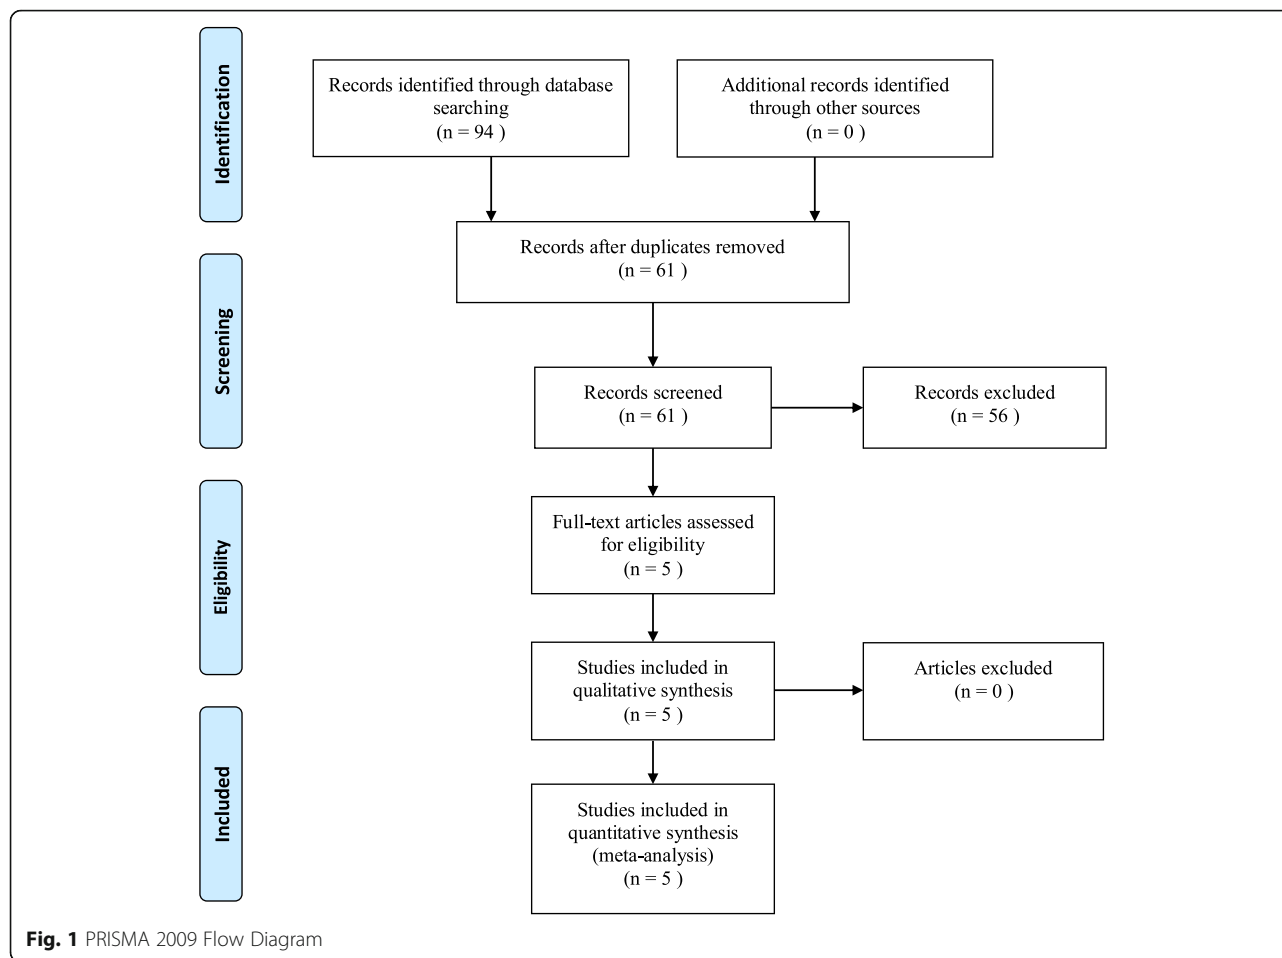 Identification
Records identified through database
searching
(n = 94 )
Additional records identified
through other sources
(n = 0 )
Records after duplicates removed
(n = 61 )
Screening
Records screened
(n = 61 )
Records excluded
(n = 56 )
Eligibility
Full-text articles assessed
for eligibility
(n = 5 )
Studies included in
qualitative synthesis
(n = 5 )
Articles excluded
(n = 0 )
Included
Studies included in
quantitative synthesis
(meta-analysis)
(n = 5 )
Fig. 1 PRISMA 2009 Flow Diagram